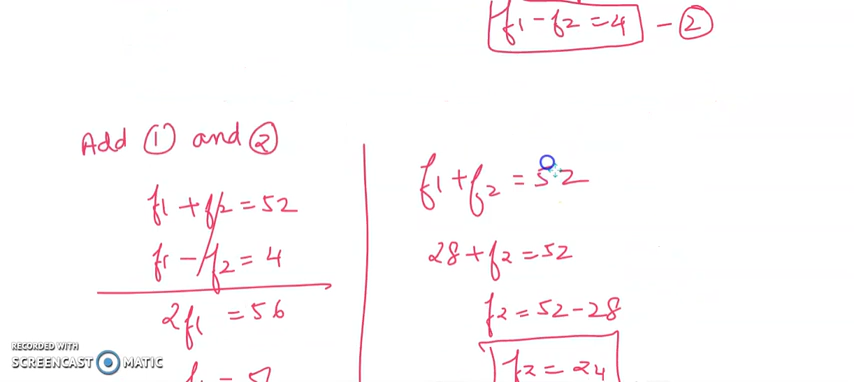 f1 - f2 = 4 - ②
Add ① and ②
f1 + f2 = 52
f1 - f2 = 4
2f1 = 56
f1 + f2 = 52
28 + f2 = 52
f2 = 52 - 28
f2 = 24
RECORDED WITH
SCREENCAST MATIC